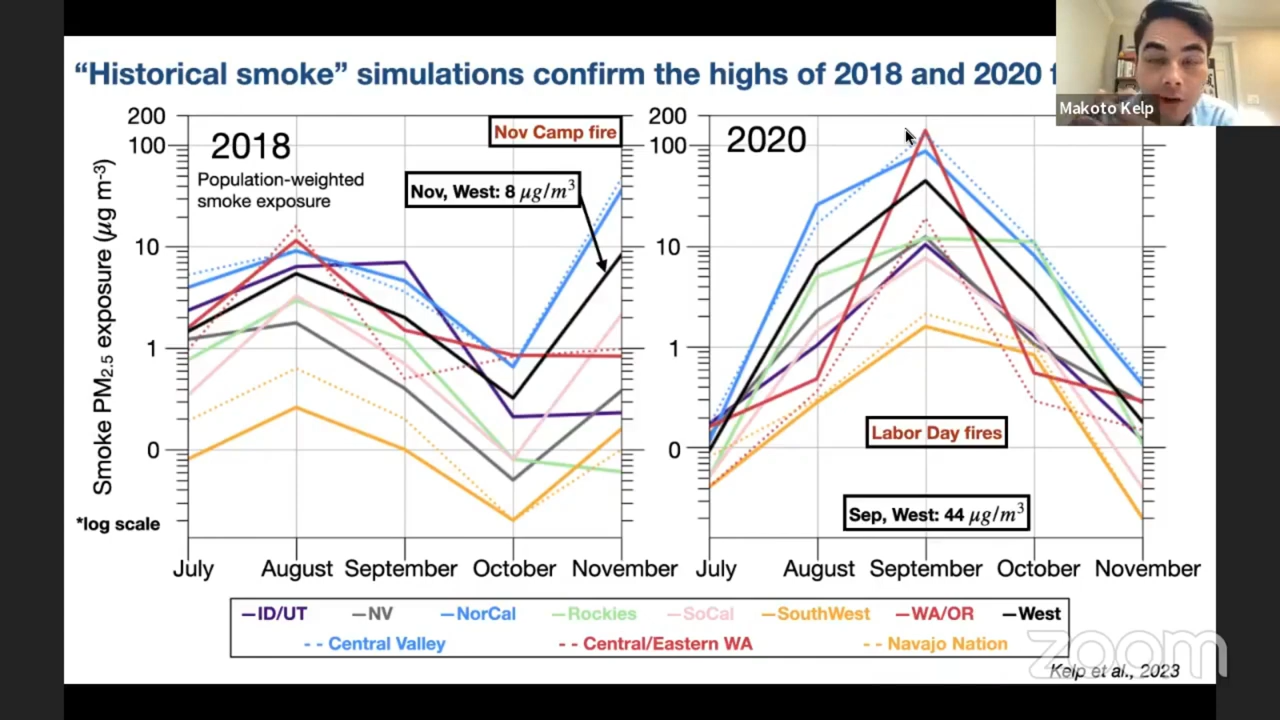 “Historical smoke” simulations confirm the highs of 2018 and 2020
Makoto Kelp
Smoke PM2.5 exposure (μg m-3)
200
100
10
1
0
*log scale
2018
Population-weighted
smoke exposure
Nov Camp fire
Nov, West: 8 μg/m³
July August September October November
200
100
10
1
0
2020
Labor Day fires
Sep, West: 44 μg/m³
July August September October November
ID/UT NV NorCal Rockies SoCal SouthWest WA/OR West
Central Valley Central/Eastern WA Navajo Nation
zoom
Kelp et al., 2023